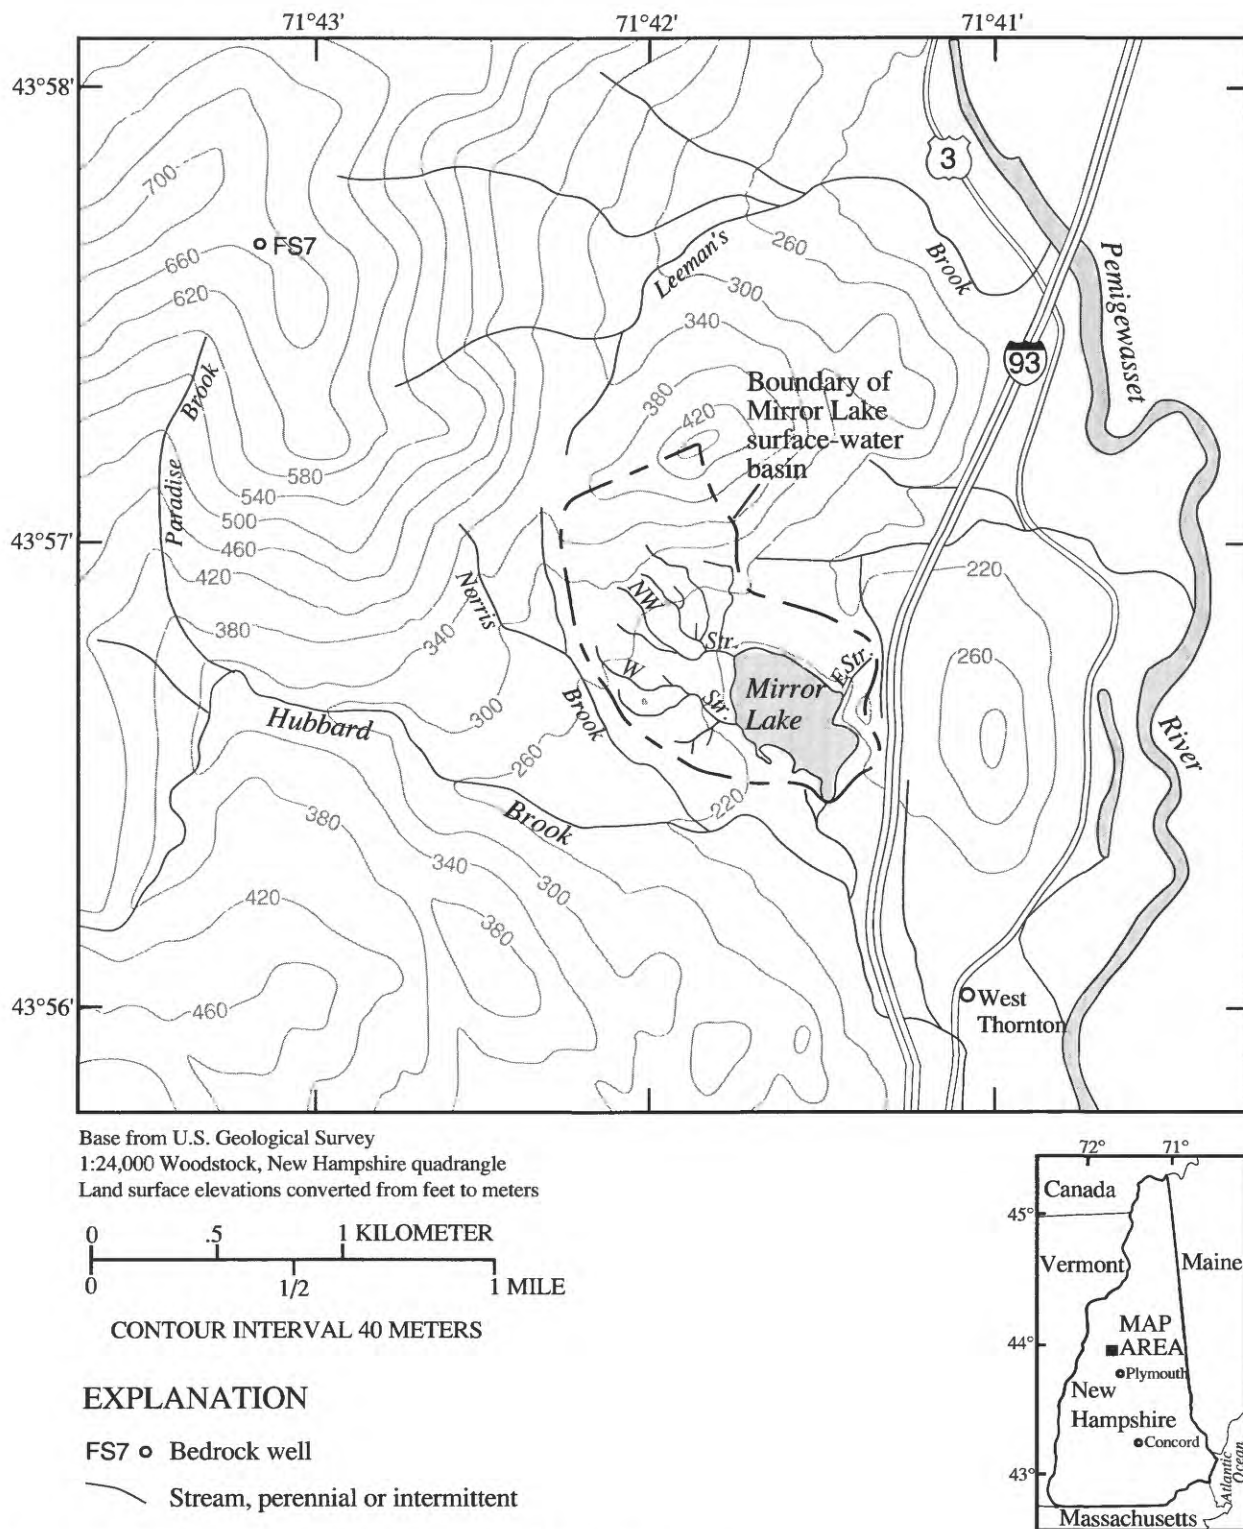 71°43'
71°42'
71°41'
43°58'
3
700
FS7
660
620
Leeman's
260
Brook
Pemigewasset
300
340
93
Boundary of
Mirror Lake
surface-water
basin
380
420
Brook
580
540
500
460
420
Paradise
43°57'
380
340
Norris
NW
Str.
220
260
W
Str.
E Str.
Mirror
Lake
Hubbard
300
Brook
River
260
220
Brook
380
340
300
420
380
460
43°56'
West
Thornton
Base from U.S. Geological Survey
1:24,000 Woodstock, New Hampshire quadrangle
Land surface elevations converted from feet to meters
0 .5 1 KILOMETER
0 1/2 1 MILE
CONTOUR INTERVAL 40 METERS
EXPLANATION
FS7 Bedrock well
Stream, perennial or intermittent
72° 71°
Canada
45°
Vermont
Maine
MAP
AREA
44°
Plymouth
New
Hampshire
Concord
43°
Atlantic
Ocean
Massachusetts